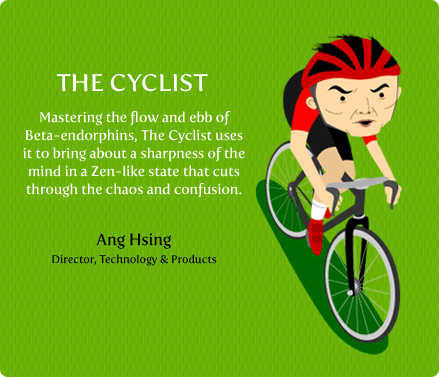 THE CYCLIST
Mastering the flow and ebb of
Beta-endorphins, The Cyclist uses
it to bring about a sharpness of the
mind in a Zen-like state that cuts
through the chaos and confusion.
Ang Hsing
Director, Technology & Products